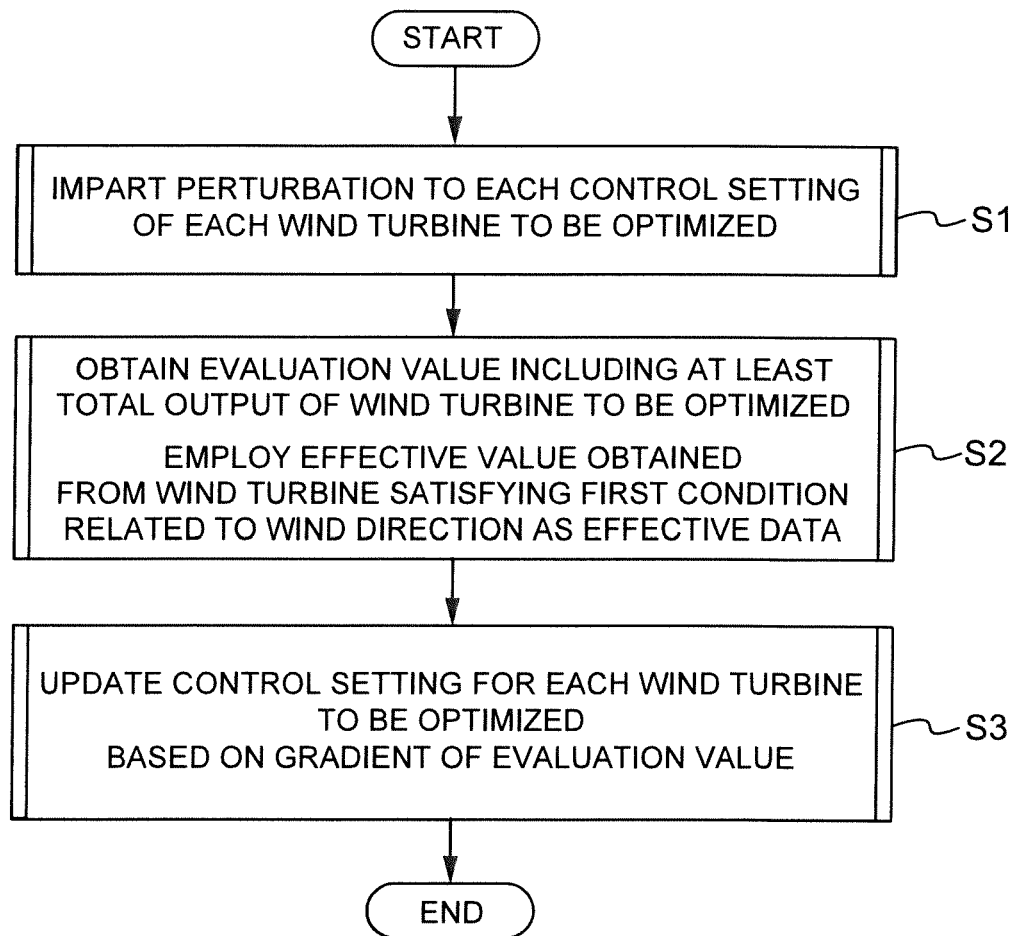 START
IMPART PERTURBATION TO EACH CONTROL SETTING
OF EACH WIND TURBINE TO BE OPTIMIZED
S1
OBTAIN EVALUATION VALUE INCLUDING AT LEAST
TOTAL OUTPUT OF WIND TURBINE TO BE OPTIMIZED
EMPLOY EFFECTIVE VALUE OBTAINED
FROM WIND TURBINE SATISFYING FIRST CONDITION
RELATED TO WIND DIRECTION AS EFFECTIVE DATA
S2
UPDATE CONTROL SETTING FOR EACH WIND TURBINE
TO BE OPTIMIZED
BASED ON GRADIENT OF EVALUATION VALUE
S3
END